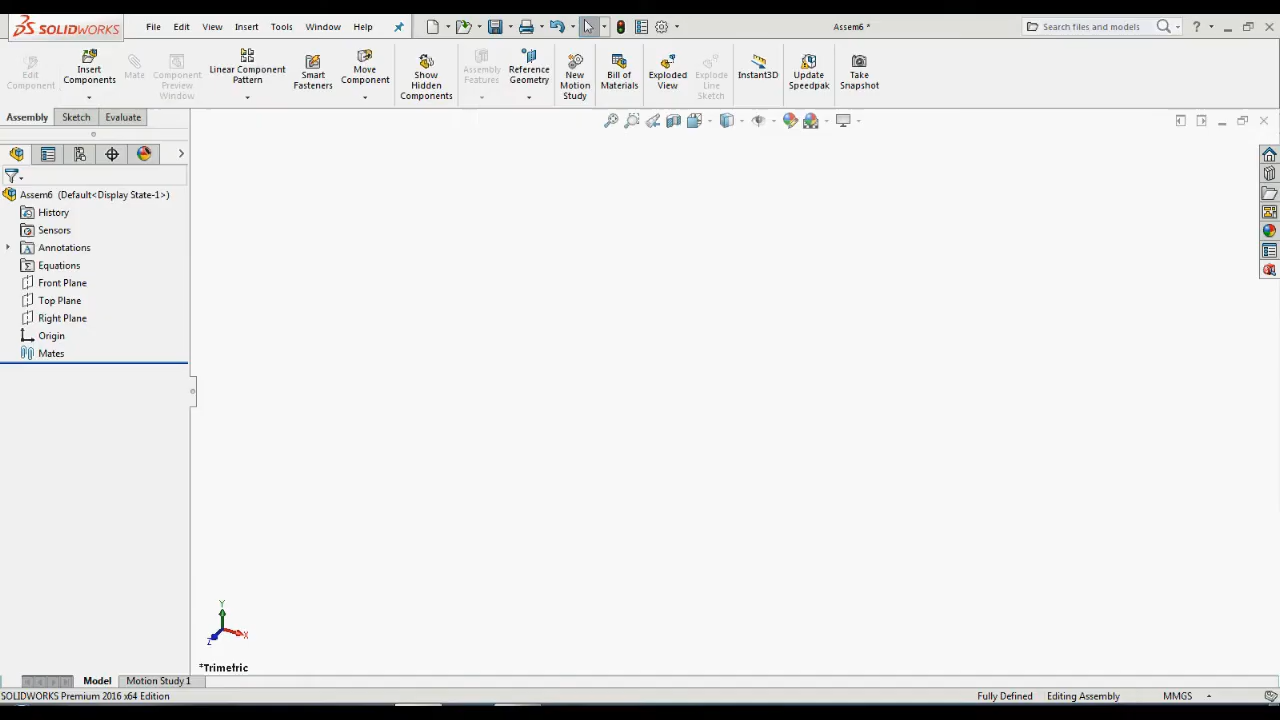 SOLIDWORKS File Edit View Insert Tools Window Help Assem6 * Search files and models ?
Edit Component
Insert Components
Mate
Component Preview Window
Linear Component Pattern
Smart Fasteners
Move Component
Show Hidden Components
Assembly Features
Reference Geometry
New Motion Study
Bill of Materials
Exploded View
Explode Line Sketch
Instant3D
Update Speedpak
Take Snapshot
Assembly Sketch Evaluate
Assem6 (Default<Display State-1>)
History
Sensors
Annotations
Equations
Front Plane
Top Plane
Right Plane
Origin
Mates
Y
X
Z
*Trimetric
Model Motion Study 1
SOLIDWORKS Premium 2016 x64 Edition Fully Defined Editing Assembly MMGS